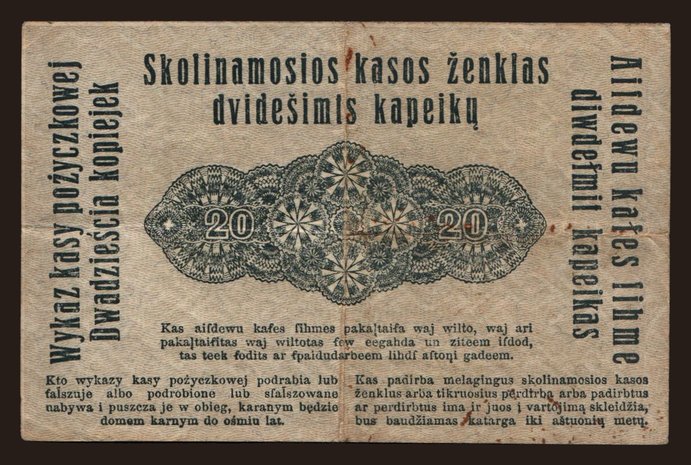 Skolinamosios kasos ženklas
dvidešimts kapeikų
Wykaz kasy pożyczkowej
Dwadzieścia kopiejek
Aiſdewu kaſes ſihme
diwdeſmit kapeikas
20
20
Kas aiſdewu kaſes ſihmes pakaļtaiſa waj wilto, waj ari
pakaļtaiſitas waj wiltotas ſew eegahda un ziteem iſdod,
tas teek ſodits ar ſpaidudarbeem lihdſ aſtoņi gadeem.
Kto wykazy kasy pożyczkowej podrabia lub
fałszuje albo podrobione lub sfałszowane
nabywa i puszcza je w obieg, karanym będzie
domem karnym do ośmiu lat.
Kas padirba melagingus skolinamosios kasos
ženklus arba tikruosius perdirba arba padirbtus
ar perdirbtus ima ir juos į vartojimą skleidžia,
bus baudžiamas katarga iki aštuonių metų.